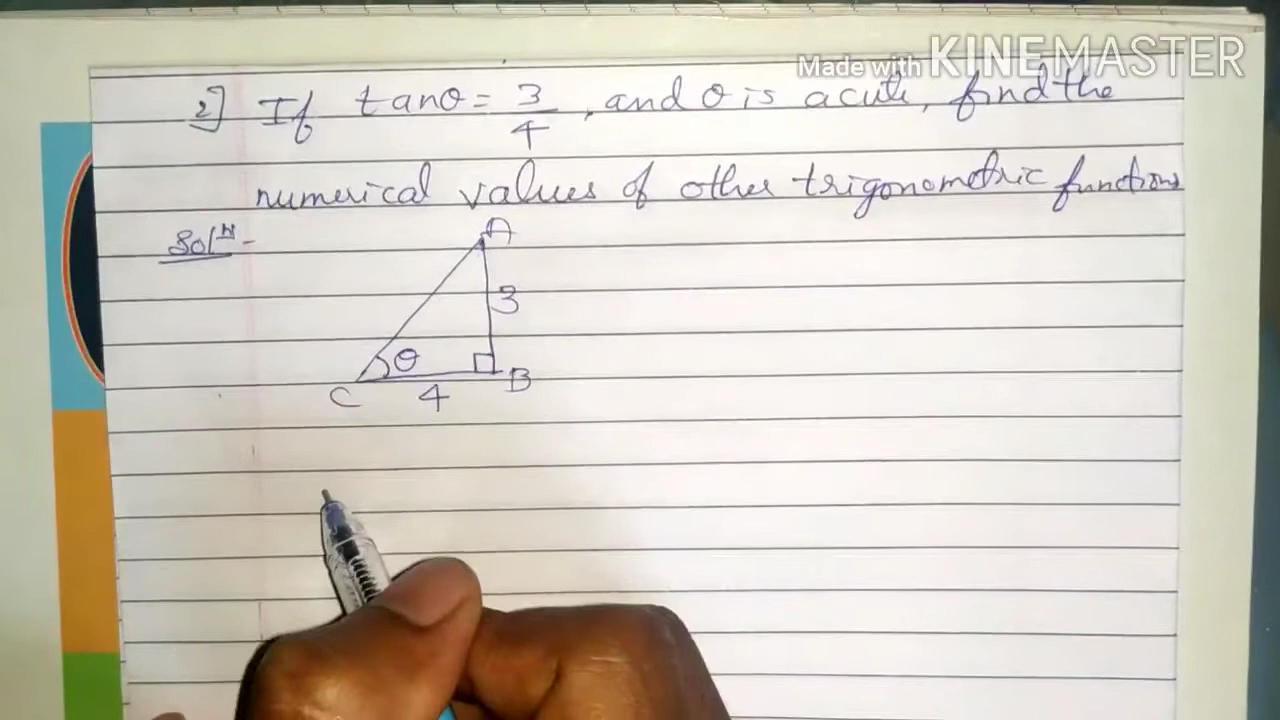 Made with KINEMASTER
2] If tanθ = 3/4, and θ is acute, find the
numerical values of other trigonometric functions
Solⁿ -
A
3
θ
C 4 B